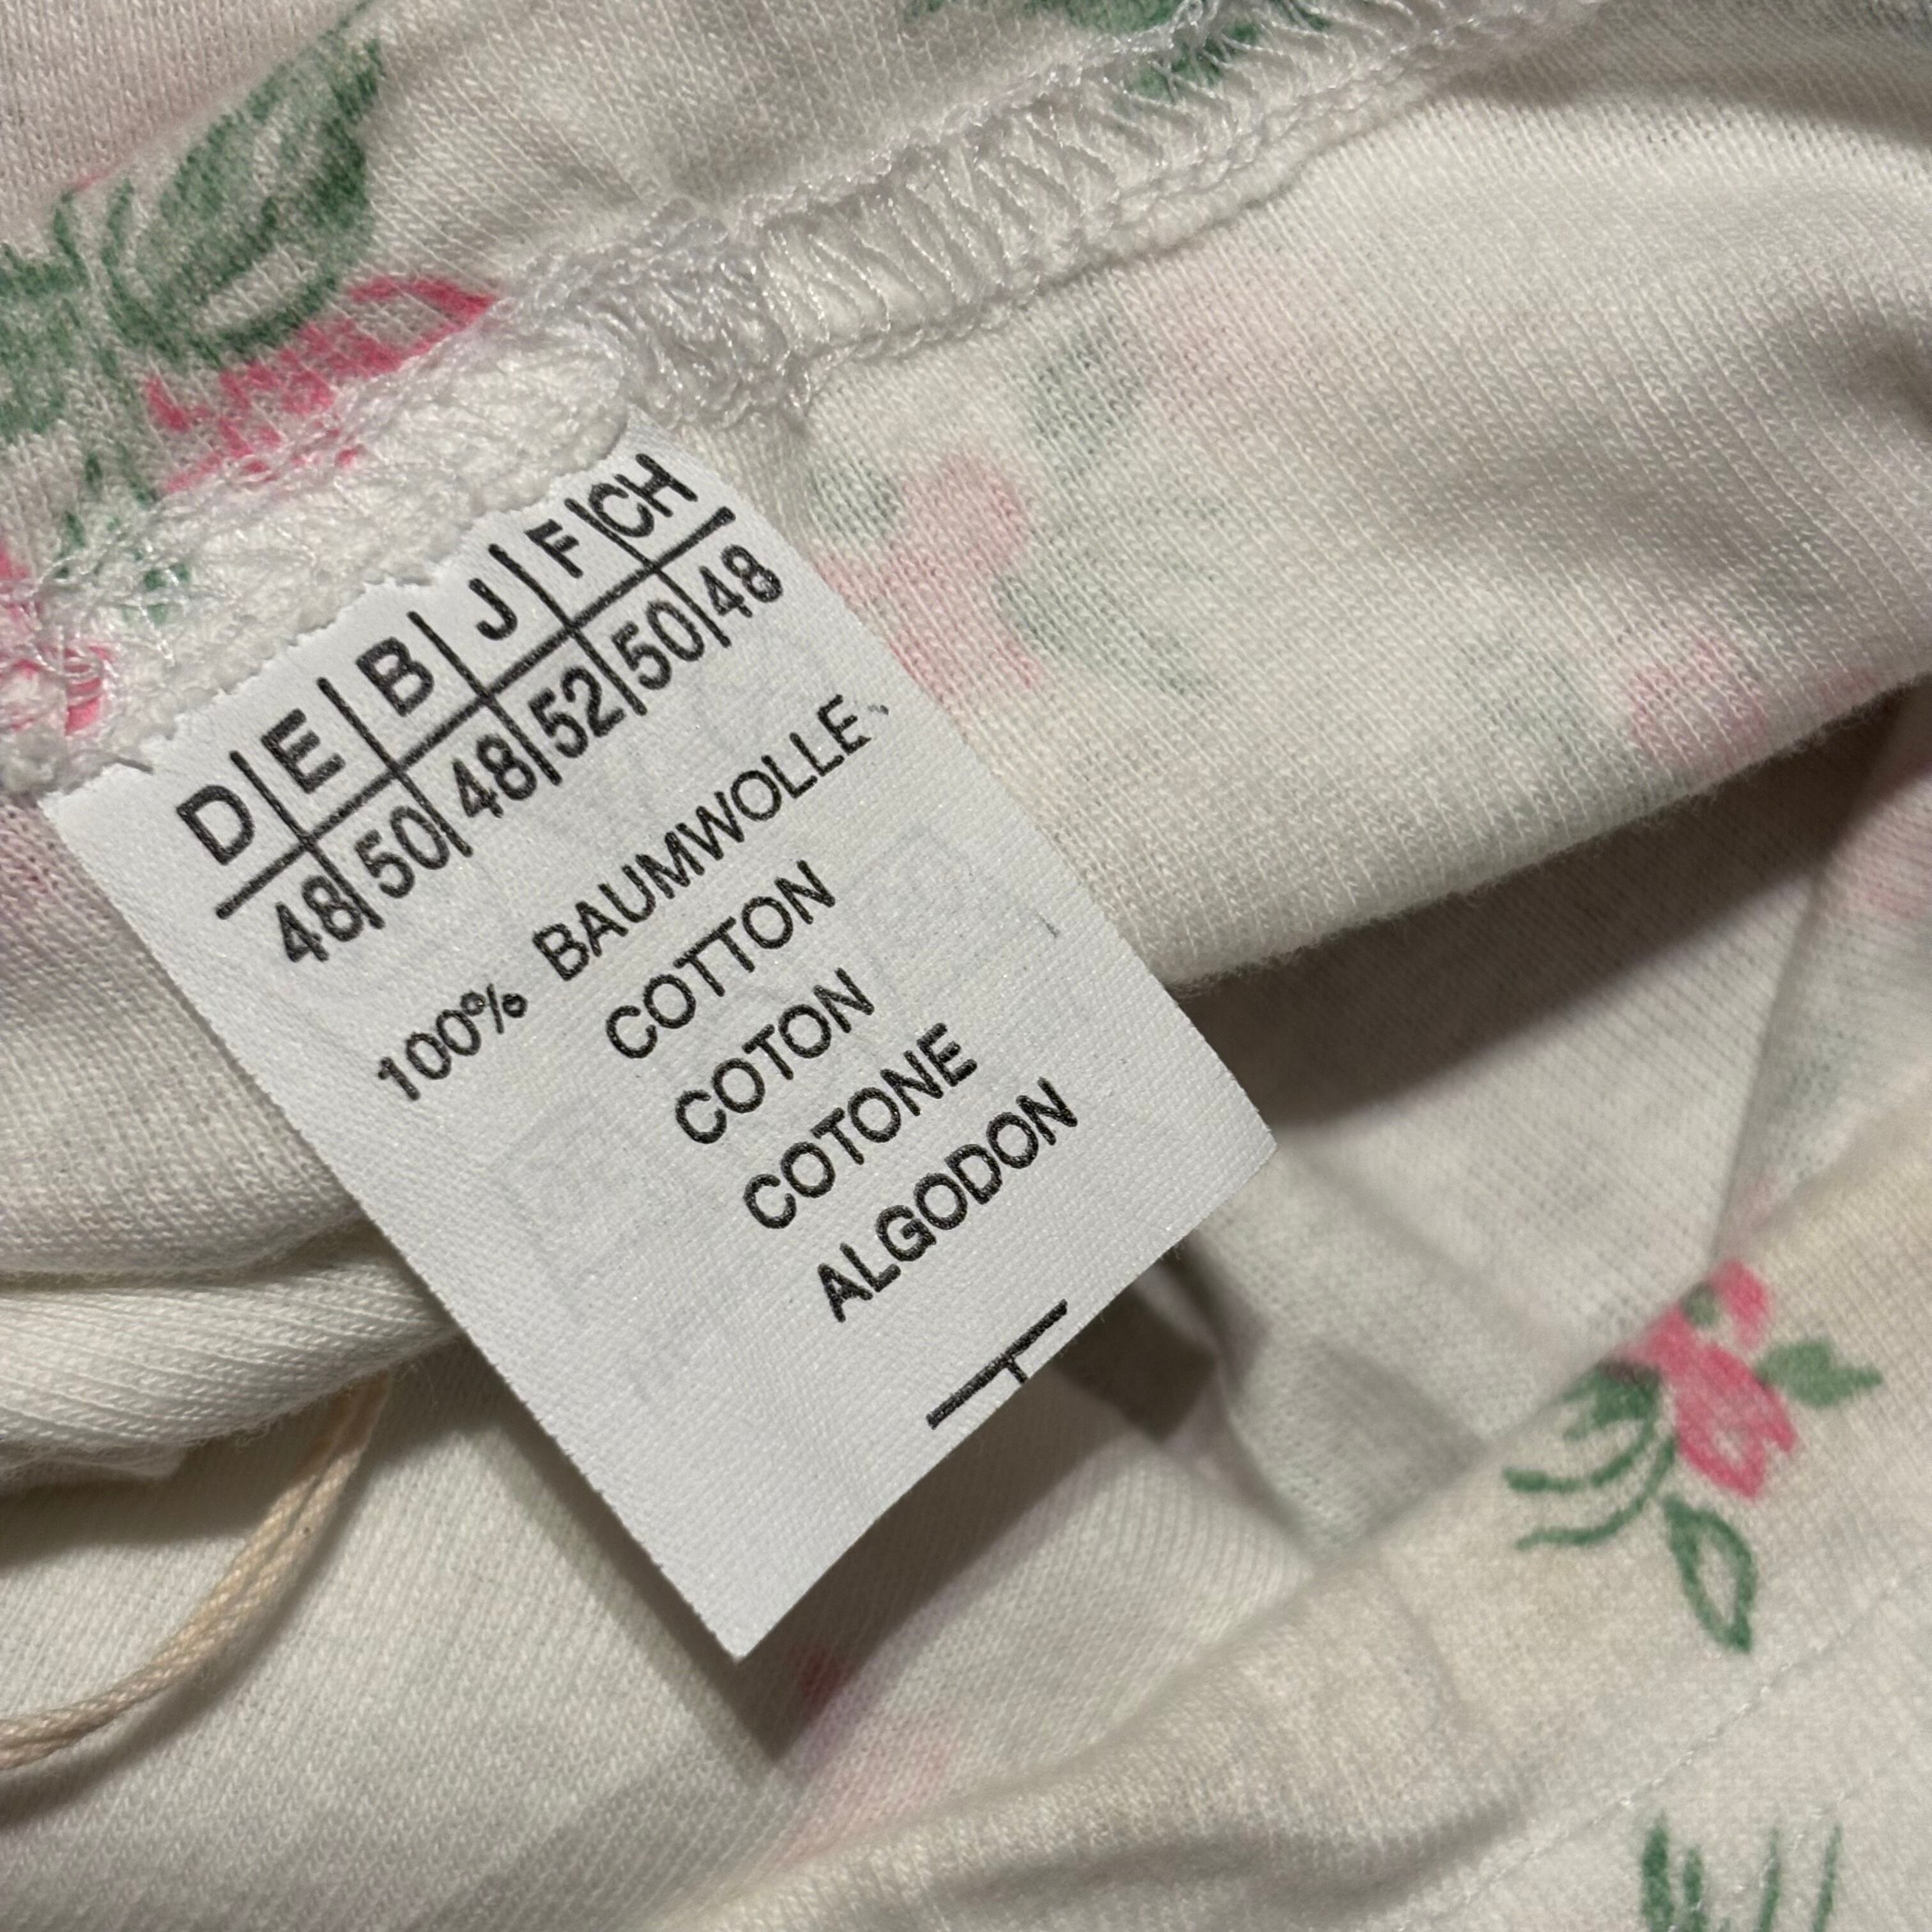 D|E|B|J|F|CH
48|50|48|52|50|48
100% BAUMWOLLE
COTTON
COTON
COTONE
ALGODON